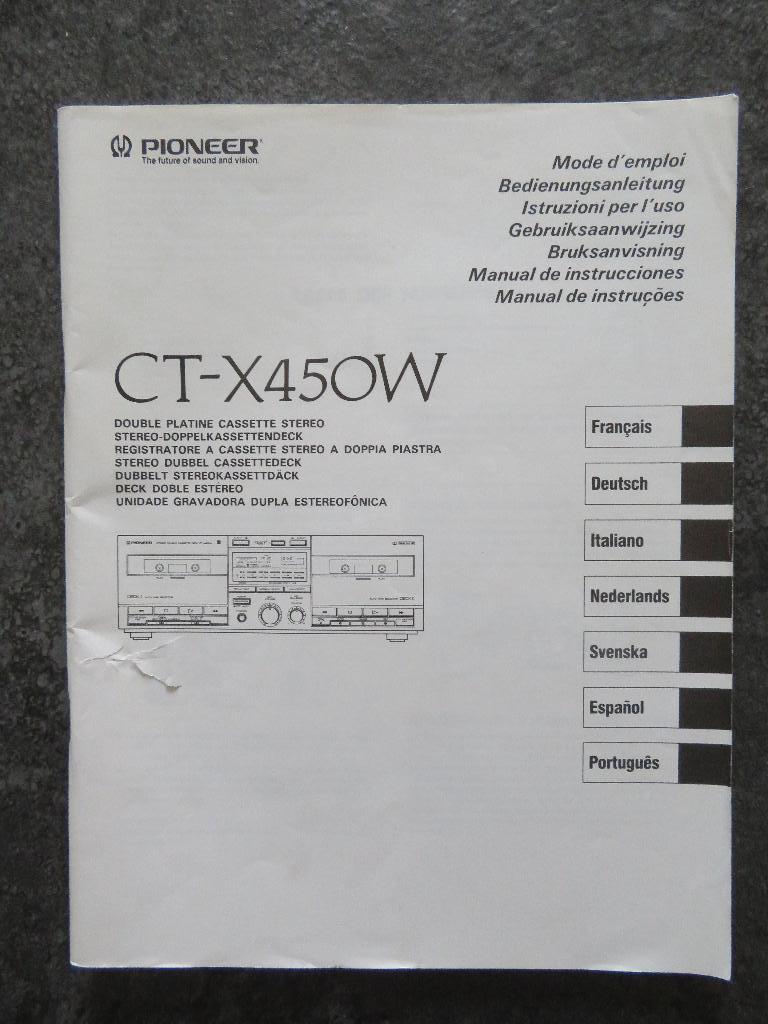 PIONEER
The future of sound and vision.
Mode d'emploi
Bedienungsanleitung
Istruzioni per l'uso
Gebruiksaanwijzing
Bruksanvisning
Manual de instrucciones
Manual de instruções
CT-X450W
DOUBLE PLATINE CASSETTE STEREO
STEREO-DOPPELKASSETTENDECK
REGISTRATORE A CASSETTE STEREO A DOPPIA PIASTRA
STEREO DUBBEL CASSETTEDECK
DUBBELT STEREOKASSETTDÄCK
DECK DOBLE ESTEREO
UNIDADE GRAVADORA DUPLA ESTEREOFÔNICA
Français
Deutsch
Italiano
Nederlands
Svenska
Español
Português
PIONEER